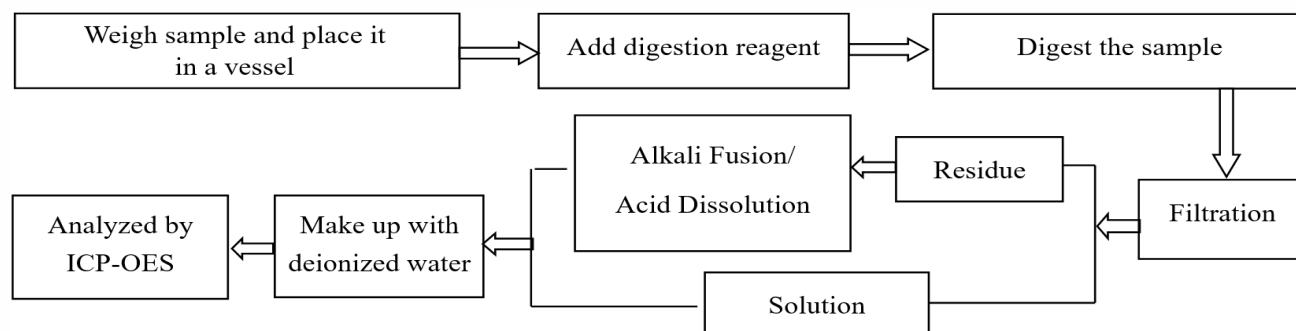 Weigh sample and place it
in a vessel
Add digestion reagent
Digest the sample
Filtration
Residue
Alkali Fusion/
Acid Dissolution
Solution
Make up with
deionized water
Analyzed by
ICP-OES